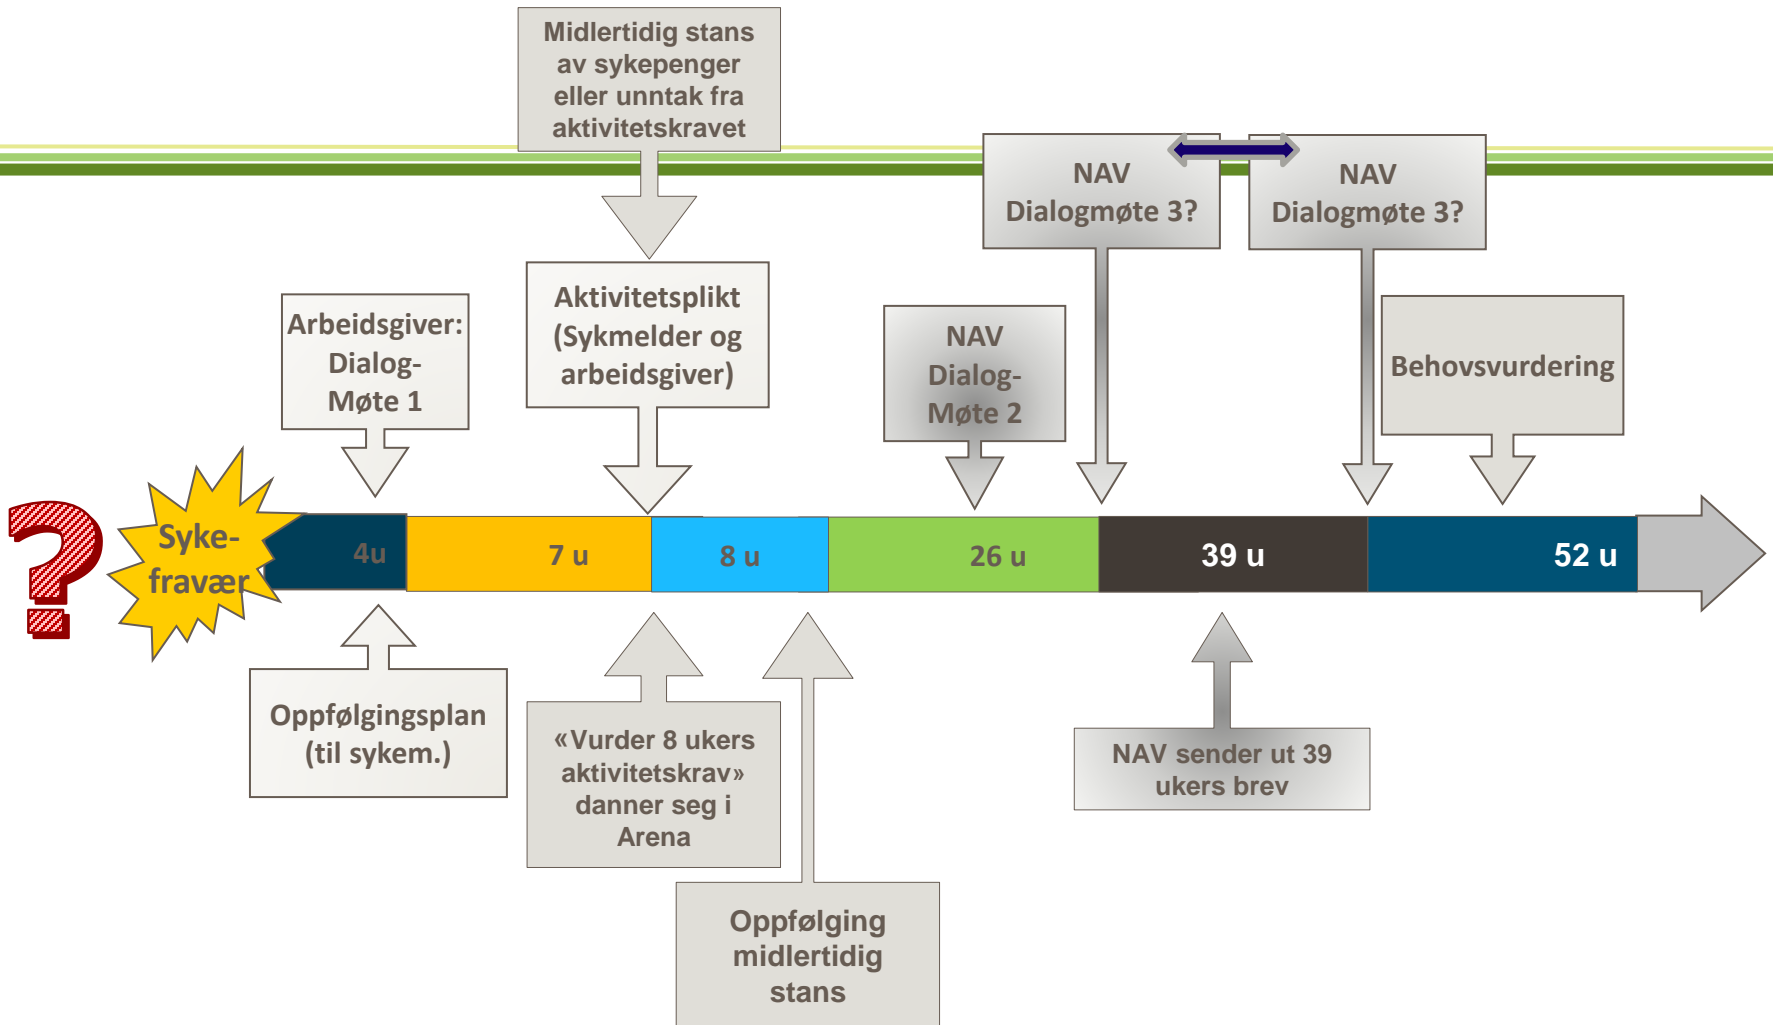 Midlertidig stans
av sykepenger
eller unntak fra
aktivitetskravet
NAV
Dialogmøte 3?
NAV
Dialogmøte 3?
Arbeidsgiver:
Dialog-
Møte 1
Aktivitetsplikt
(Sykmelder og
arbeidsgiver)
NAV
Dialog-
Møte 2
Behovsvurdering
?
Syke-
fravær
4u
7 u
8 u
26 u
39 u
52 u
Oppfølgingsplan
(til sykem.)
«Vurder 8 ukers
aktivitetskrav»
danner seg i
Arena
NAV sender ut 39
ukers brev
Oppfølging
midlertidig
stans